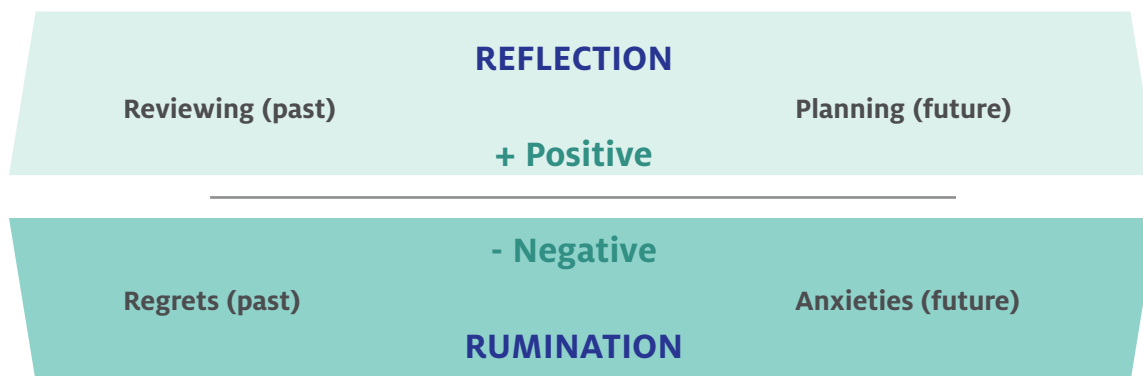 REFLECTION
Reviewing (past) Planning (future)
+ Positive
- Negative
Regrets (past) Anxieties (future)
RUMINATION